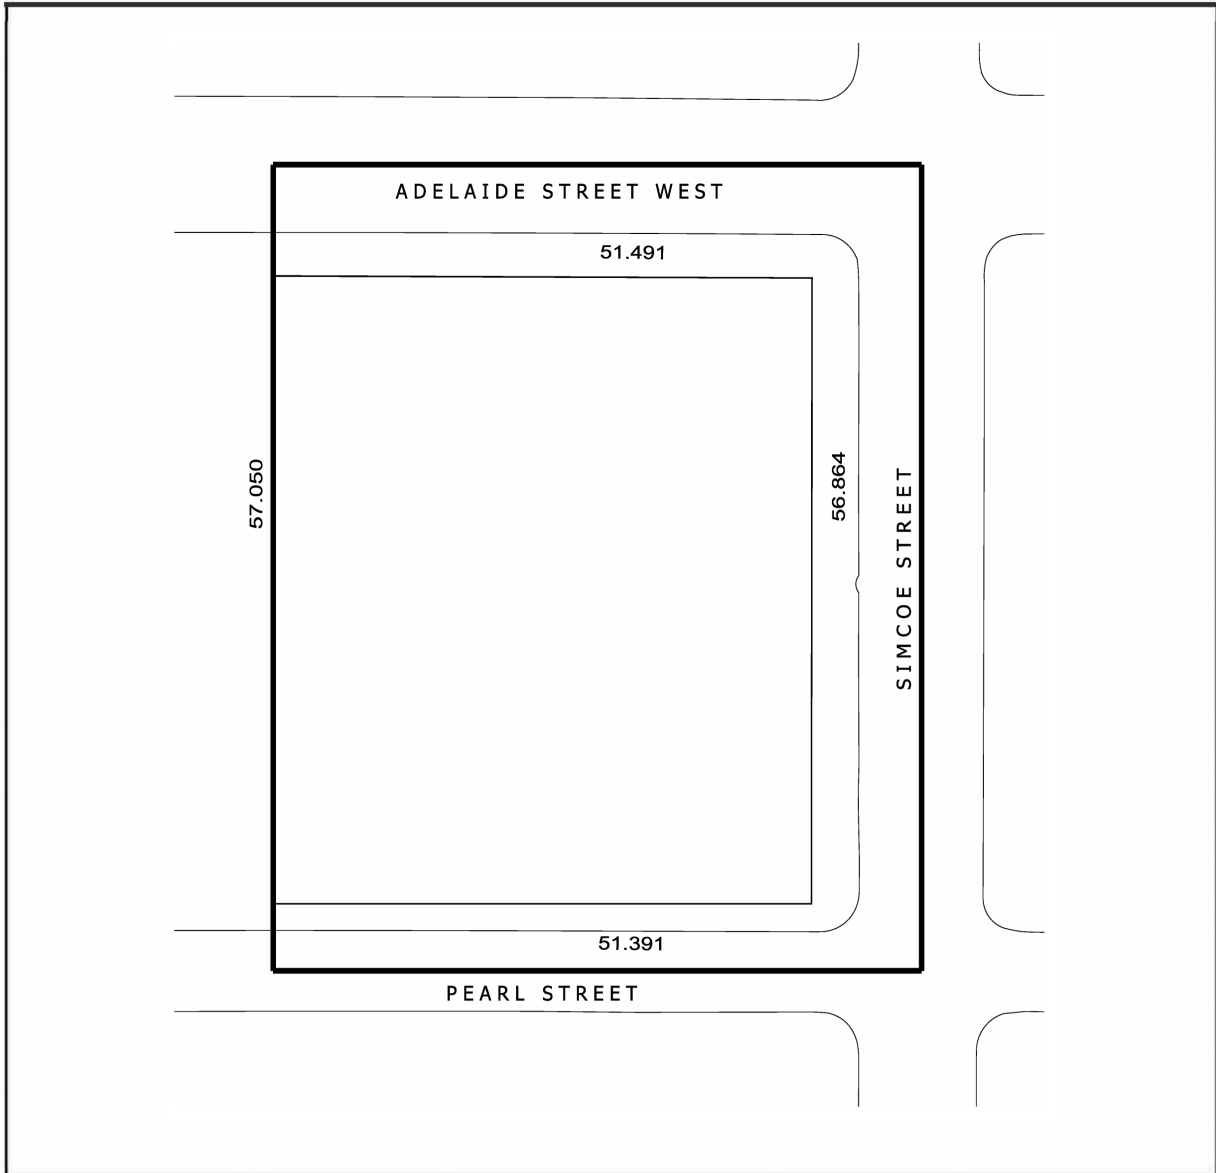 ADELAIDE STREET WEST
51.491
57.050
56.864
SIMCOE STREET
51.391
PEARL STREET